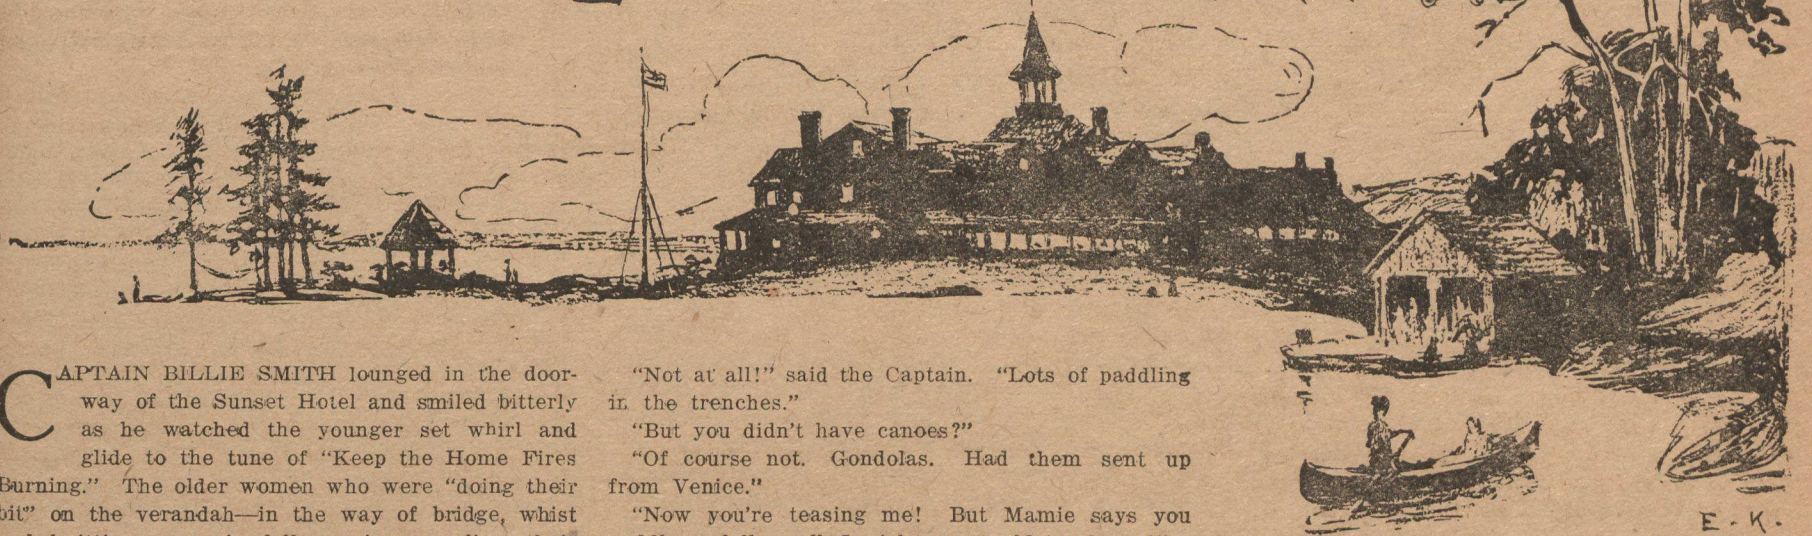 CAPTAIN BILLIE SMITH lounged in the door-
way of the Sunset Hotel and smiled bitterly
as he watched the younger set whirl and
glide to the tune of “Keep the Home Fires
Burning.” The older women who were “doing their
bit” on the verandah—in the way of bridge, whist
“Not at all!” said the Captain. “Lots of paddling
in the trenches.”
“But you didn't have canoes?”
“Of course not. Gondolas. Had them sent up
from Venice.”
“Now you're teasing me! But Mamie says you
E. K.